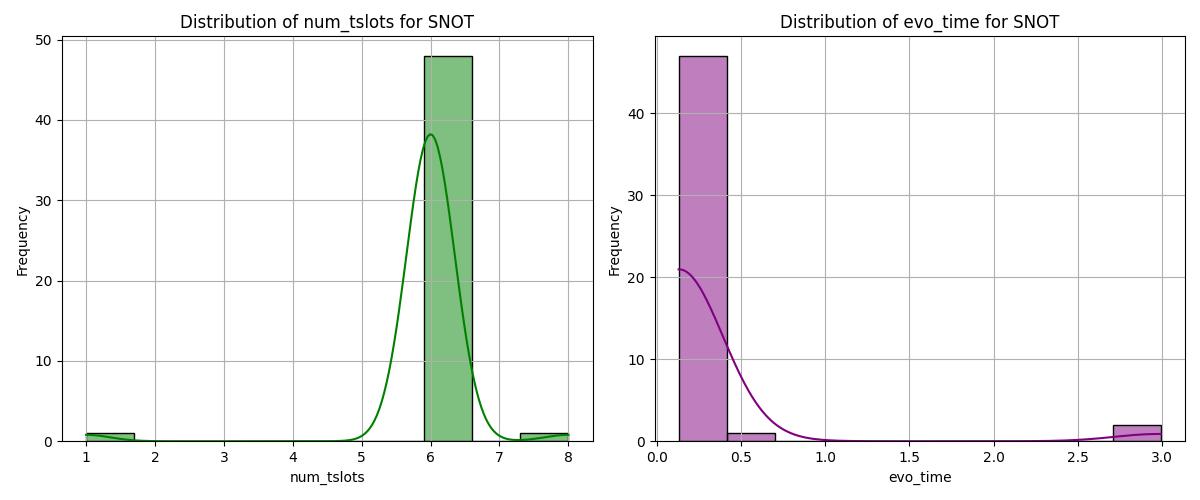 Distribution of num_tslots for SNOT
50
40
30
20
10
0
Frequency
1 2 3 4 5 6 7 8
num_tslots
Distribution of evo_time for SNOT
40
30
20
10
0
Frequency
0.0 0.5 1.0 1.5 2.0 2.5 3.0
evo_time